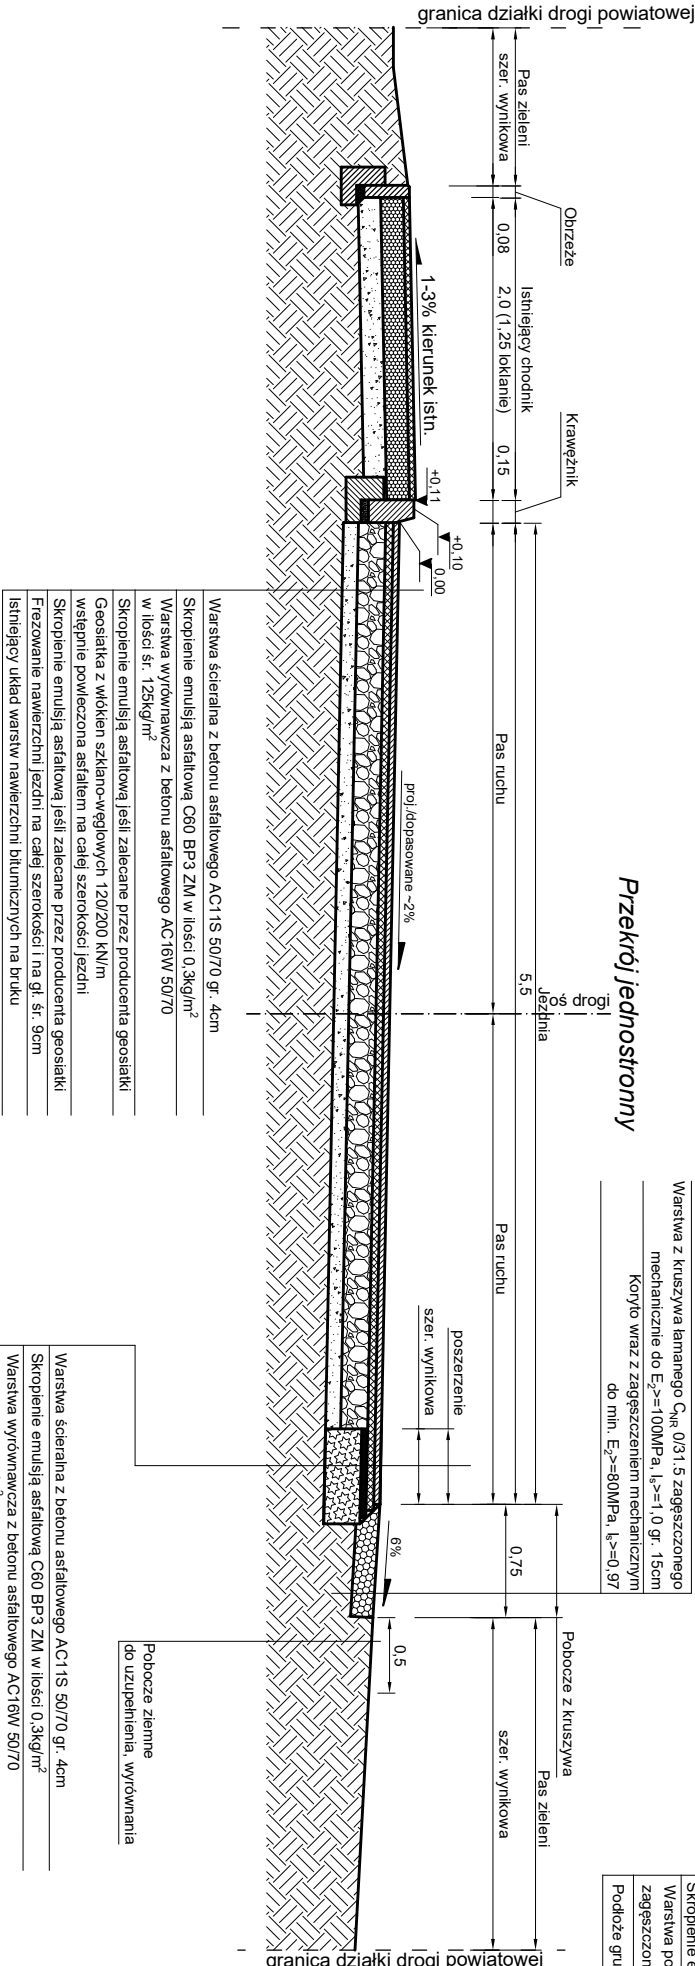 granica działki drogi powiatowej
Przekrój jednostronny
Pas zieleni
szer. wynikowa
Obrzeże
0,08
Istniejący chodnik
2,0 (1,25 loklanie)
Krawężnik
0,15
1-3% kierunek istn.
+0,11
+0,10
0,00
Pas ruchu
Jezdnia
5,5
oś drogi
proj./dopasowane ~2%
Pas ruchu
poszerzenie
szer. wynikowa
6%
0,75
Pobocze z kruszywa
0,5
Pas zieleni
szer. wynikowa
granica działki drogi powiatowej
Warstwa z kruszywa łamanego CNR 0/31.5 zagęszczonego
mechanicznie do E2>=100MPa, Is>=1,0 gr. 15cm
Koryto wraz z zagęszczeniem mechanicznym
do min. E2>=80MPa, Is>=0,97
Warstwa ścieralna z betonu asfaltowego AC11S 50/70 gr. 4cm
Skropienie emulsją asfaltową C60 BP3 ZM w ilości 0,3kg/m²
Warstwa wyrównawcza z betonu asfaltowego AC16W 50/70
w ilości śr. 125kg/m²
Skropienie emulsją asfaltową jeśli zalecane przez producenta geosiatki
Geosiatka z włókien szklano-węglowych 120/200 kN/m
wstępnie powleczona asfaltem na całej szerokości jezdni
Skropienie emulsją asfaltową jeśli zalecane przez producenta geosiatki
Frezowanie nawierzchni jezdni na całej szerokości i na gł. śr. 9cm
Istniejący układ warstw nawierzchni bitumicznych na bruku
Pobocze ziemne
do uzupełnienia, wyrównania
Warstwa ścieralna z betonu asfaltowego AC11S 50/70 gr. 4cm
Skropienie emulsją asfaltową C60 BP3 ZM w ilości 0,3kg/m²
Warstwa wyrównawcza z betonu asfaltowego AC16W 50/70
Skropienie
Warstwa
zagęszczon
Podłoże gru